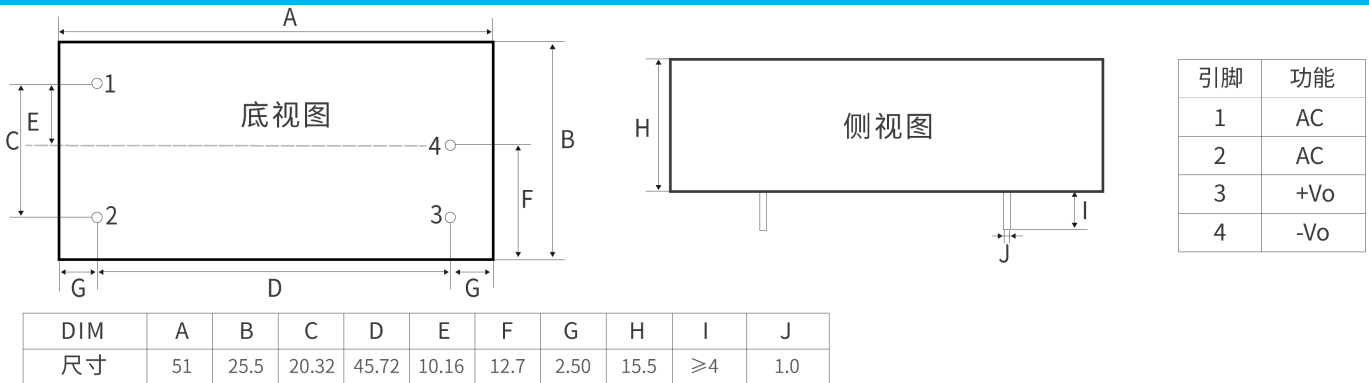 A
1
E
底视图
C
4
B
F
2
3
G
D
G
H
侧视图
I
J
引脚 功能
1 AC
2 AC
3 +Vo
4 -Vo
DIM A B C D E F G H I J
尺寸 51 25.5 20.32 45.72 10.16 12.7 2.50 15.5 ≥4 1.0